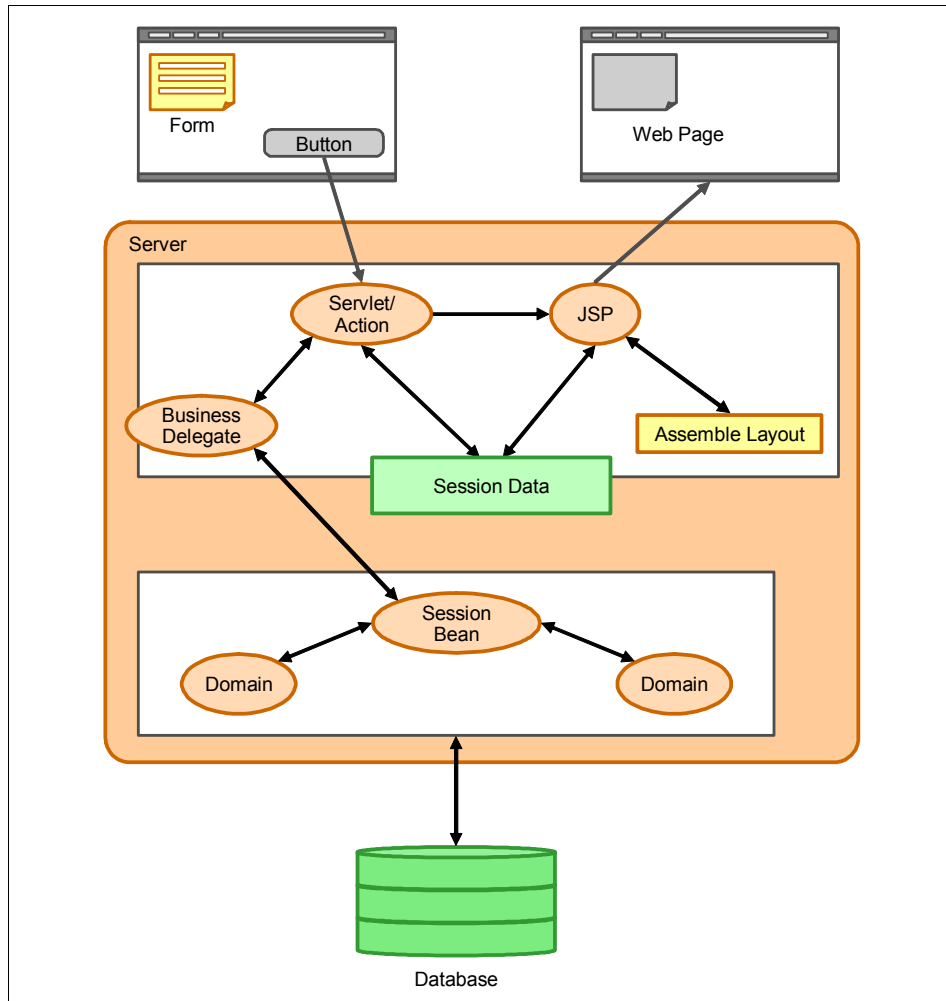 Form
Button
Web Page
Server
Servlet/
Action
JSP
Business
Delegate
Assemble Layout
Session Data
Session
Bean
Domain
Domain
Database